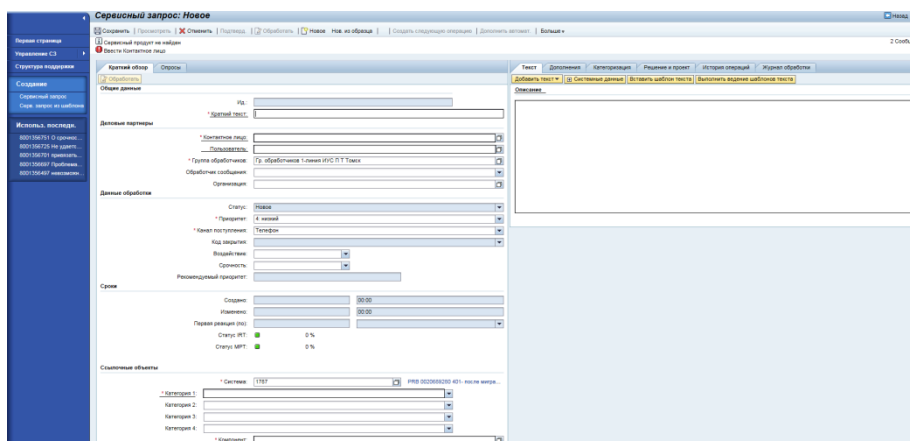 Сервисный запрос: Новое
Назад
Сохранить | Просмотреть | Отменить | Подтверд. | Обработать | Новое Нов. из образца | Создать следующую операцию | Дополнить автомат. | Больше
Сервисный продукт не найден
2 Сообщ
Ввести Контактное лицо
Первая страница
Управление СЗ
Структура поддержки
Создание
Сервисный запрос
Серв. запрос из шаблона
Использ. последн.
8001356751 О срочнос...
8001356725 Не удаетс...
8001356701 привязать...
8001356697 Проблема...
8001356497 невозможн...
Краткий обзор
Опросы
Обработать
Общие данные
Ид.:
* Краткий текст:
Деловые партнеры
* Контактное лицо:
Пользователь:
* Группа обработчиков: Гр. обработчиков 1-линия ИУС П Т Томск
Обработчик сообщения:
Организация:
Данные обработки
Статус: Новое
* Приоритет: 4: низкий
* Канал поступления: Телефон
Код закрытия:
Воздействие:
Срочность:
Рекомендуемый приоритет:
Сроки
Создано: 00:00
Изменено: 00:00
Первая реакция (по):
Статус IRT: 0 %
Статус MPT: 0 %
Ссылочные объекты
* Система: 1767 401- после мигра...
* Категория 1:
Категория 2:
Категория 3:
Категория 4:
* Компонент:
Текст
Дополнения
Категоризация
Решение и проект
История операций
Журнал обработки
Добавить текст
Системные данные
Вставить шаблон текста
Выполнить ведение шаблонов текста
Описание